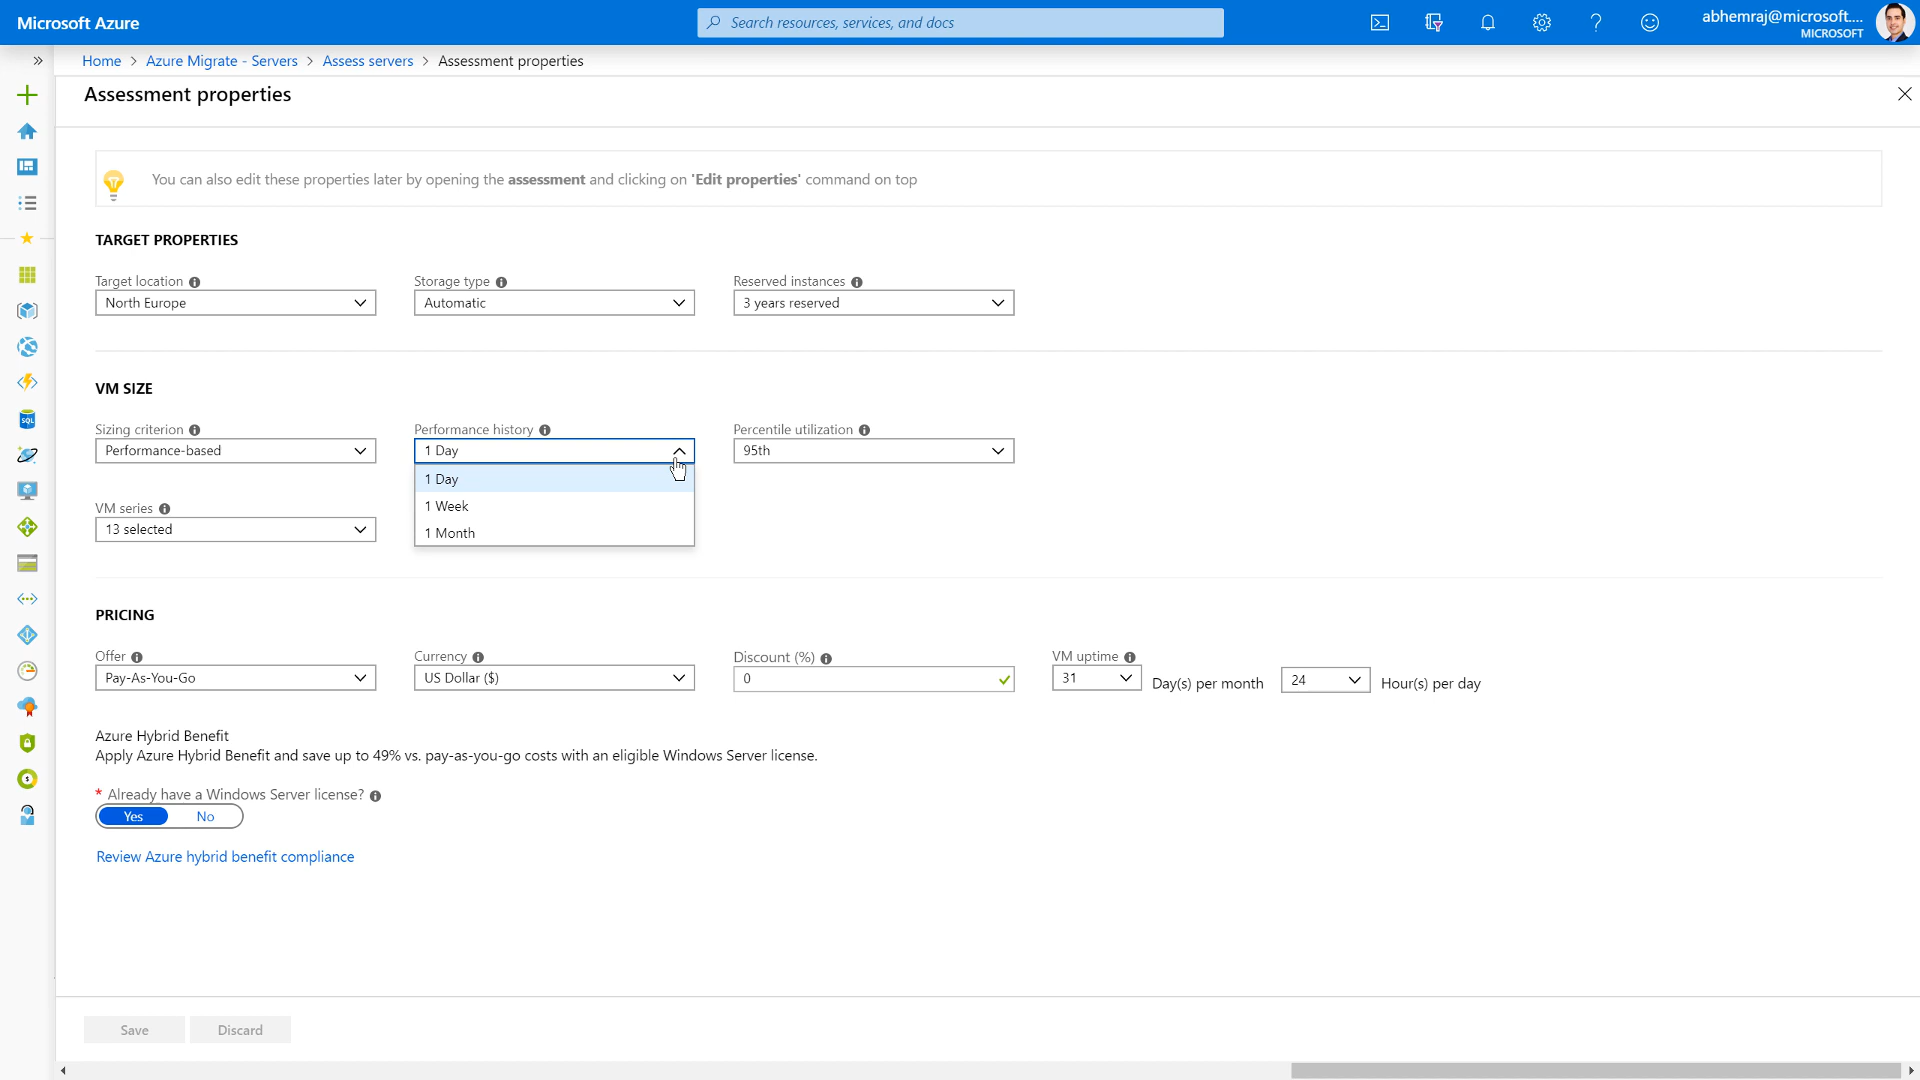 Microsoft Azure
Search resources, services, and docs
abhemraj@microsoft....
MICROSOFT
Home > Azure Migrate - Servers > Assess servers > Assessment properties
Assessment properties
You can also edit these properties later by opening the assessment and clicking on 'Edit properties' command on top
TARGET PROPERTIES
Target location
North Europe
Storage type
Automatic
Reserved instances
3 years reserved
VM SIZE
Sizing criterion
Performance-based
Performance history
1 Day
1 Day
1 Week
1 Month
Percentile utilization
95th
VM series
13 selected
PRICING
Offer
Pay-As-You-Go
Currency
US Dollar ($)
Discount (%)
0
VM uptime
31
Day(s) per month
24
Hour(s) per day
Azure Hybrid Benefit
Apply Azure Hybrid Benefit and save up to 49% vs. pay-as-you-go costs with an eligible Windows Server license.
* Already have a Windows Server license?
Yes
No
Review Azure hybrid benefit compliance
Save
Discard
SQL